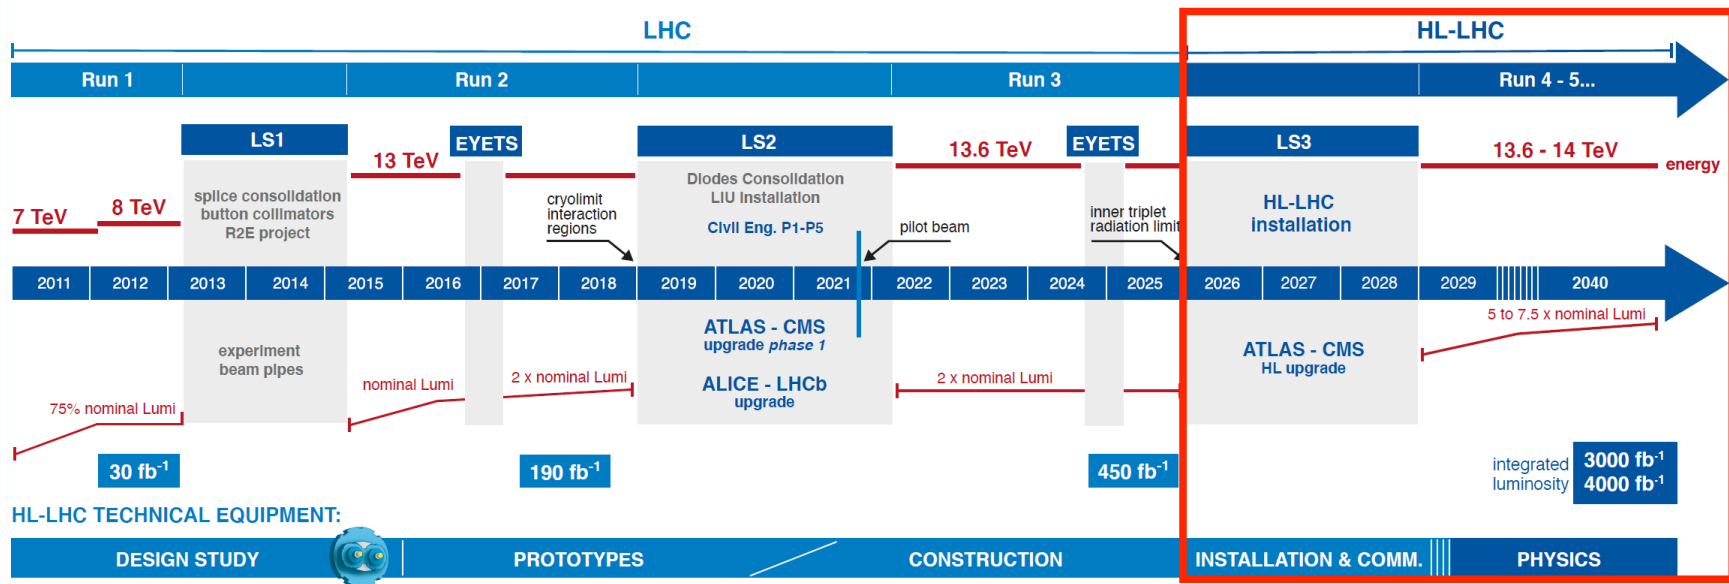 LHC
HL-LHC
Run 1
Run 2
Run 3
Run 4 - 5...
LS1
EYETS
LS2
EYETS
LS3
13 TeV
13.6 TeV
13.6 - 14 TeV
energy
7 TeV
8 TeV
splice consolidation
button collimators
R2E project
cryolimit
interaction
regions
Diodes Consolidation
LIU Installation
Civil Eng. P1-P5
pilot beam
inner triplet
radiation limit
HL-LHC
installation
2011
2012
2013
2014
2015
2016
2017
2018
2019
2020
2021
2022
2023
2024
2025
2026
2027
2028
2029
2040
experiment
beam pipes
ATLAS - CMS
upgrade phase 1
ALICE - LHCb
upgrade
ATLAS - CMS
HL upgrade
5 to 7.5 x nominal Lumi
75% nominal Lumi
nominal Lumi
2 x nominal Lumi
2 x nominal Lumi
30 fb⁻¹
190 fb⁻¹
450 fb⁻¹
integrated
luminosity
3000 fb⁻¹
4000 fb⁻¹
HL-LHC TECHNICAL EQUIPMENT:
DESIGN STUDY
PROTOTYPES
CONSTRUCTION
INSTALLATION & COMM.
PHYSICS